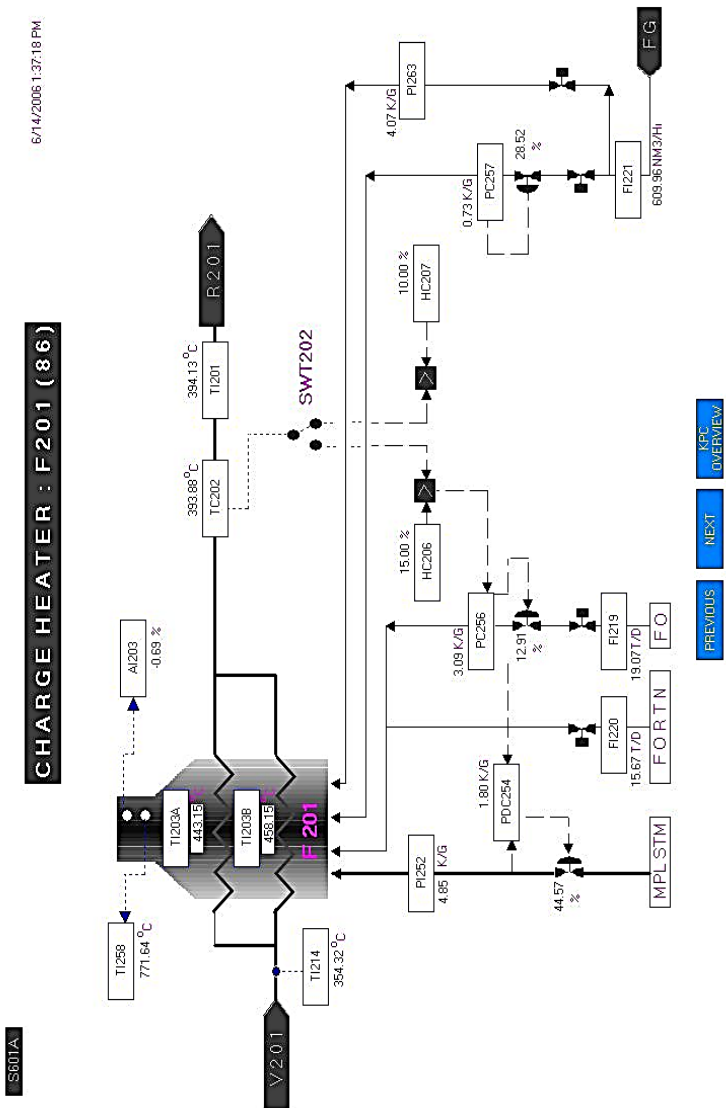 S601A
CHARGE HEATER : F201 (86)
6/14/2006 1:37:18 PM
TI258
771.64 °C
AI203
-0.69 %
TI203A
443.15
TI203B
458.15
F 201
V201
TI214
354.32 °C
TC202
393.88 °C
TI201
394.13 °C
R201
SWT202
PI252
4.85 K/G
PDC254
1.80 K/G
44.57
%
MPLSTM
FI220
15.67 T/D
FORTN
PC256
3.09 K/G
12.91
%
FI219
19.07T/D
FO
HC206
15.00 %
>
>
HC207
10.00 %
PC257
0.73 K/G
28.52
%
PI263
4.07 K/G
FI221
609.96 NM3/H
FG
PREVIOUS
NEXT
KPC
OVERVIEW